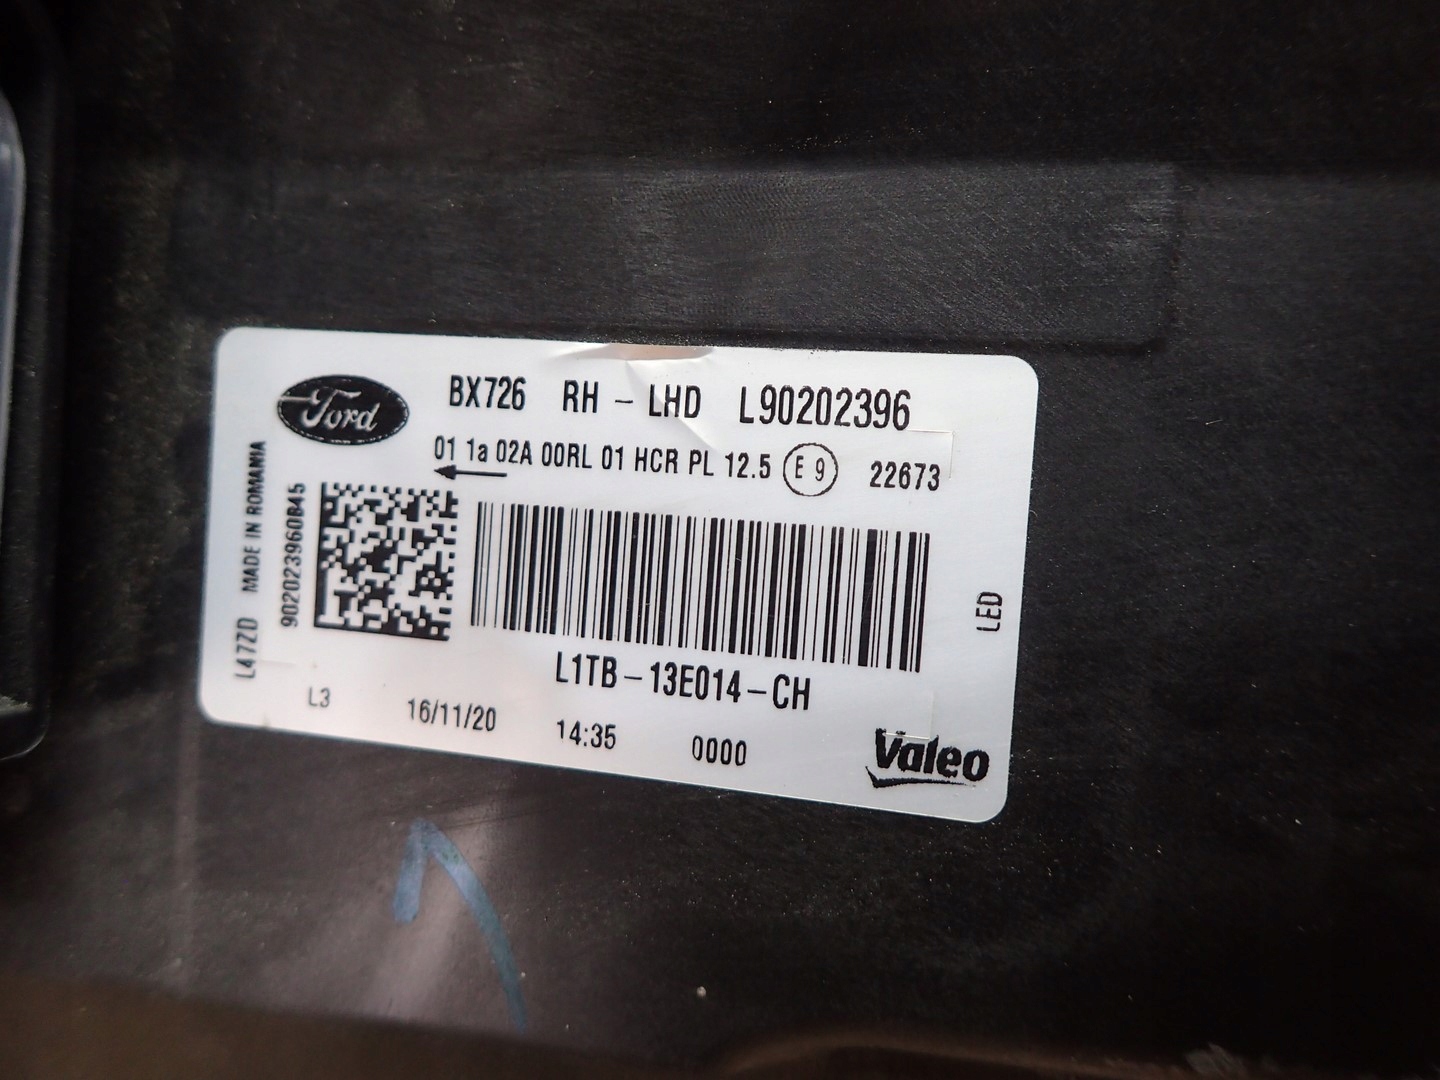 Ford
BX726 RH - LHD L90202396
01 1a 02A 00RL 01 HCR PL 12.5 E 9 22673
L47ZD MADE IN ROMANIA
902023960B45
LED
L1TB-13E014-CH
L3 16/11/20 14:35 0000
Valeo